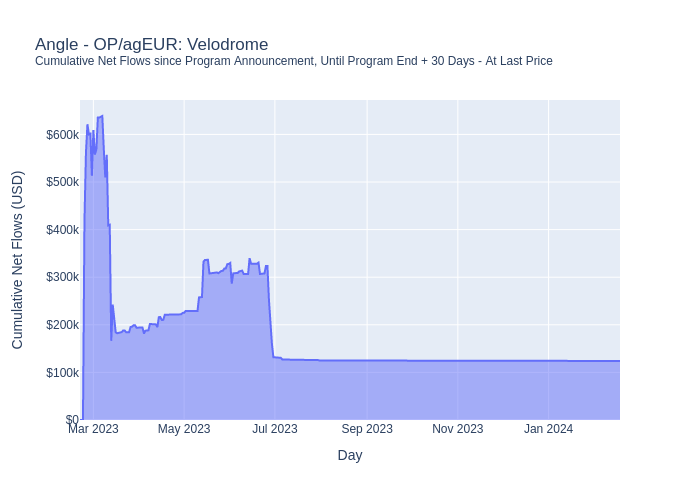 Angle - OP/agEUR: Velodrome
Cumulative Net Flows since Program Announcement, Until Program End + 30 Days - At Last Price
$600k
$500k
$400k
$300k
$200k
$100k
$0
Cumulative Net Flows (USD)
Mar 2023
May 2023
Jul 2023
Sep 2023
Nov 2023
Jan 2024
Day